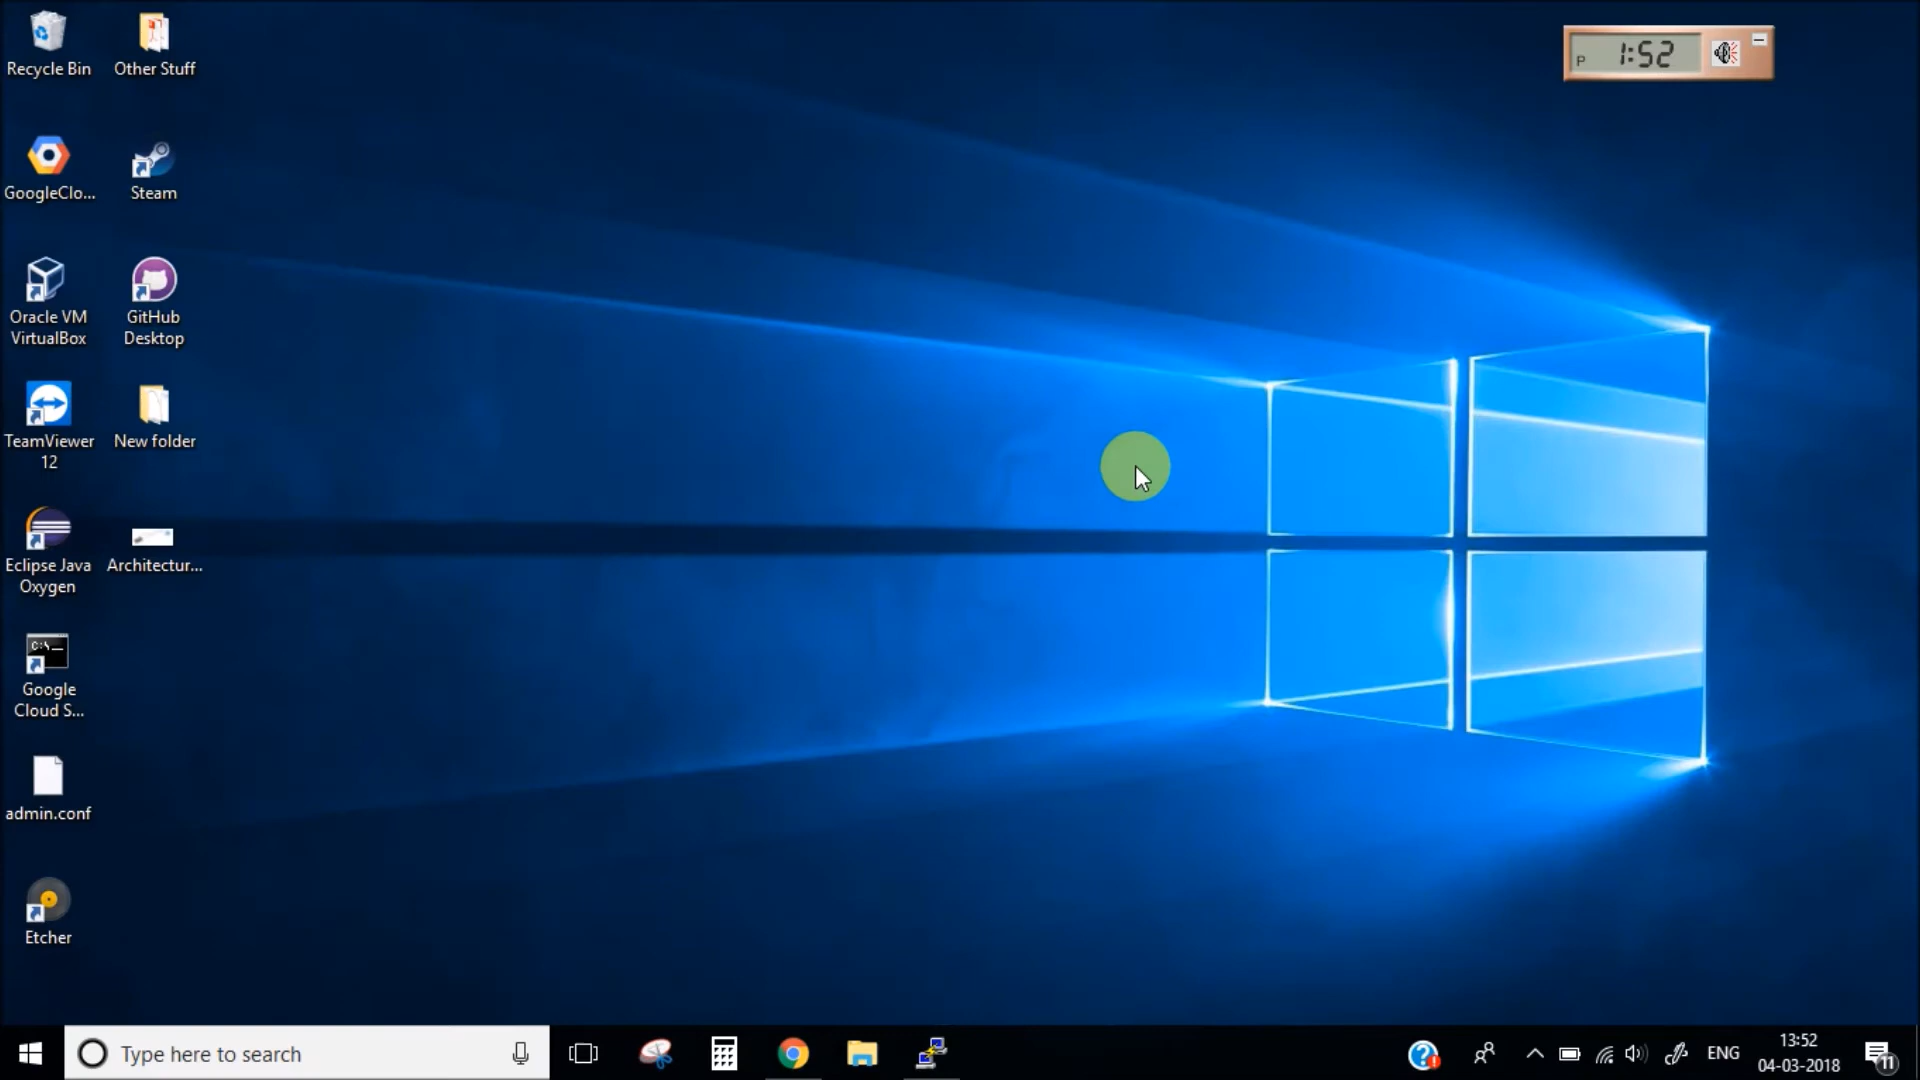 Recycle Bin
Other Stuff
P 1:52
GoogleClo...
Steam
Oracle VM
VirtualBox
GitHub
Desktop
TeamViewer
12
New folder
Eclipse Java
Oxygen
Architectur...
C:\
Google
Cloud S...
admin.conf
Etcher
Type here to search
ENG
13:52
04-03-2018
11